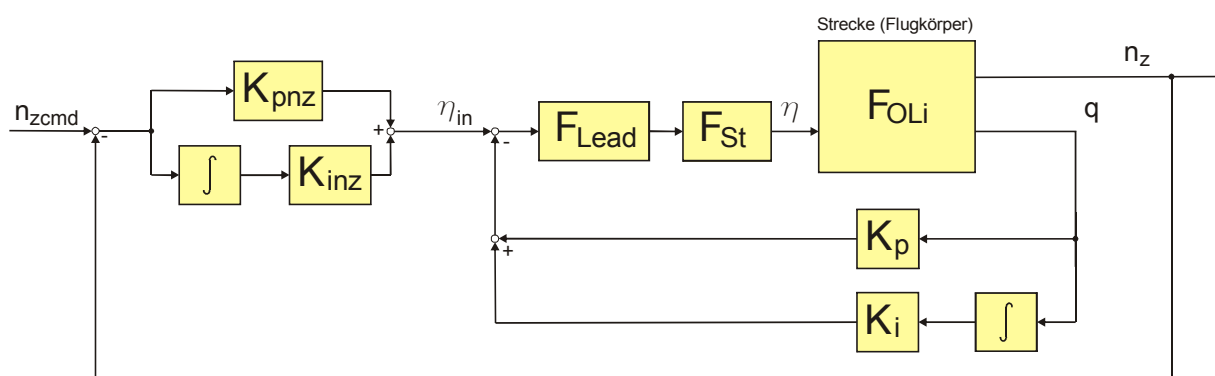 Strecke (Flugkörper)
n_zcmd
-
K_pnz
∫
K_inz
+
η_in
-
F_Lead
F_St
η
F_OLi
n_z
q
K_p
+
K_i
∫